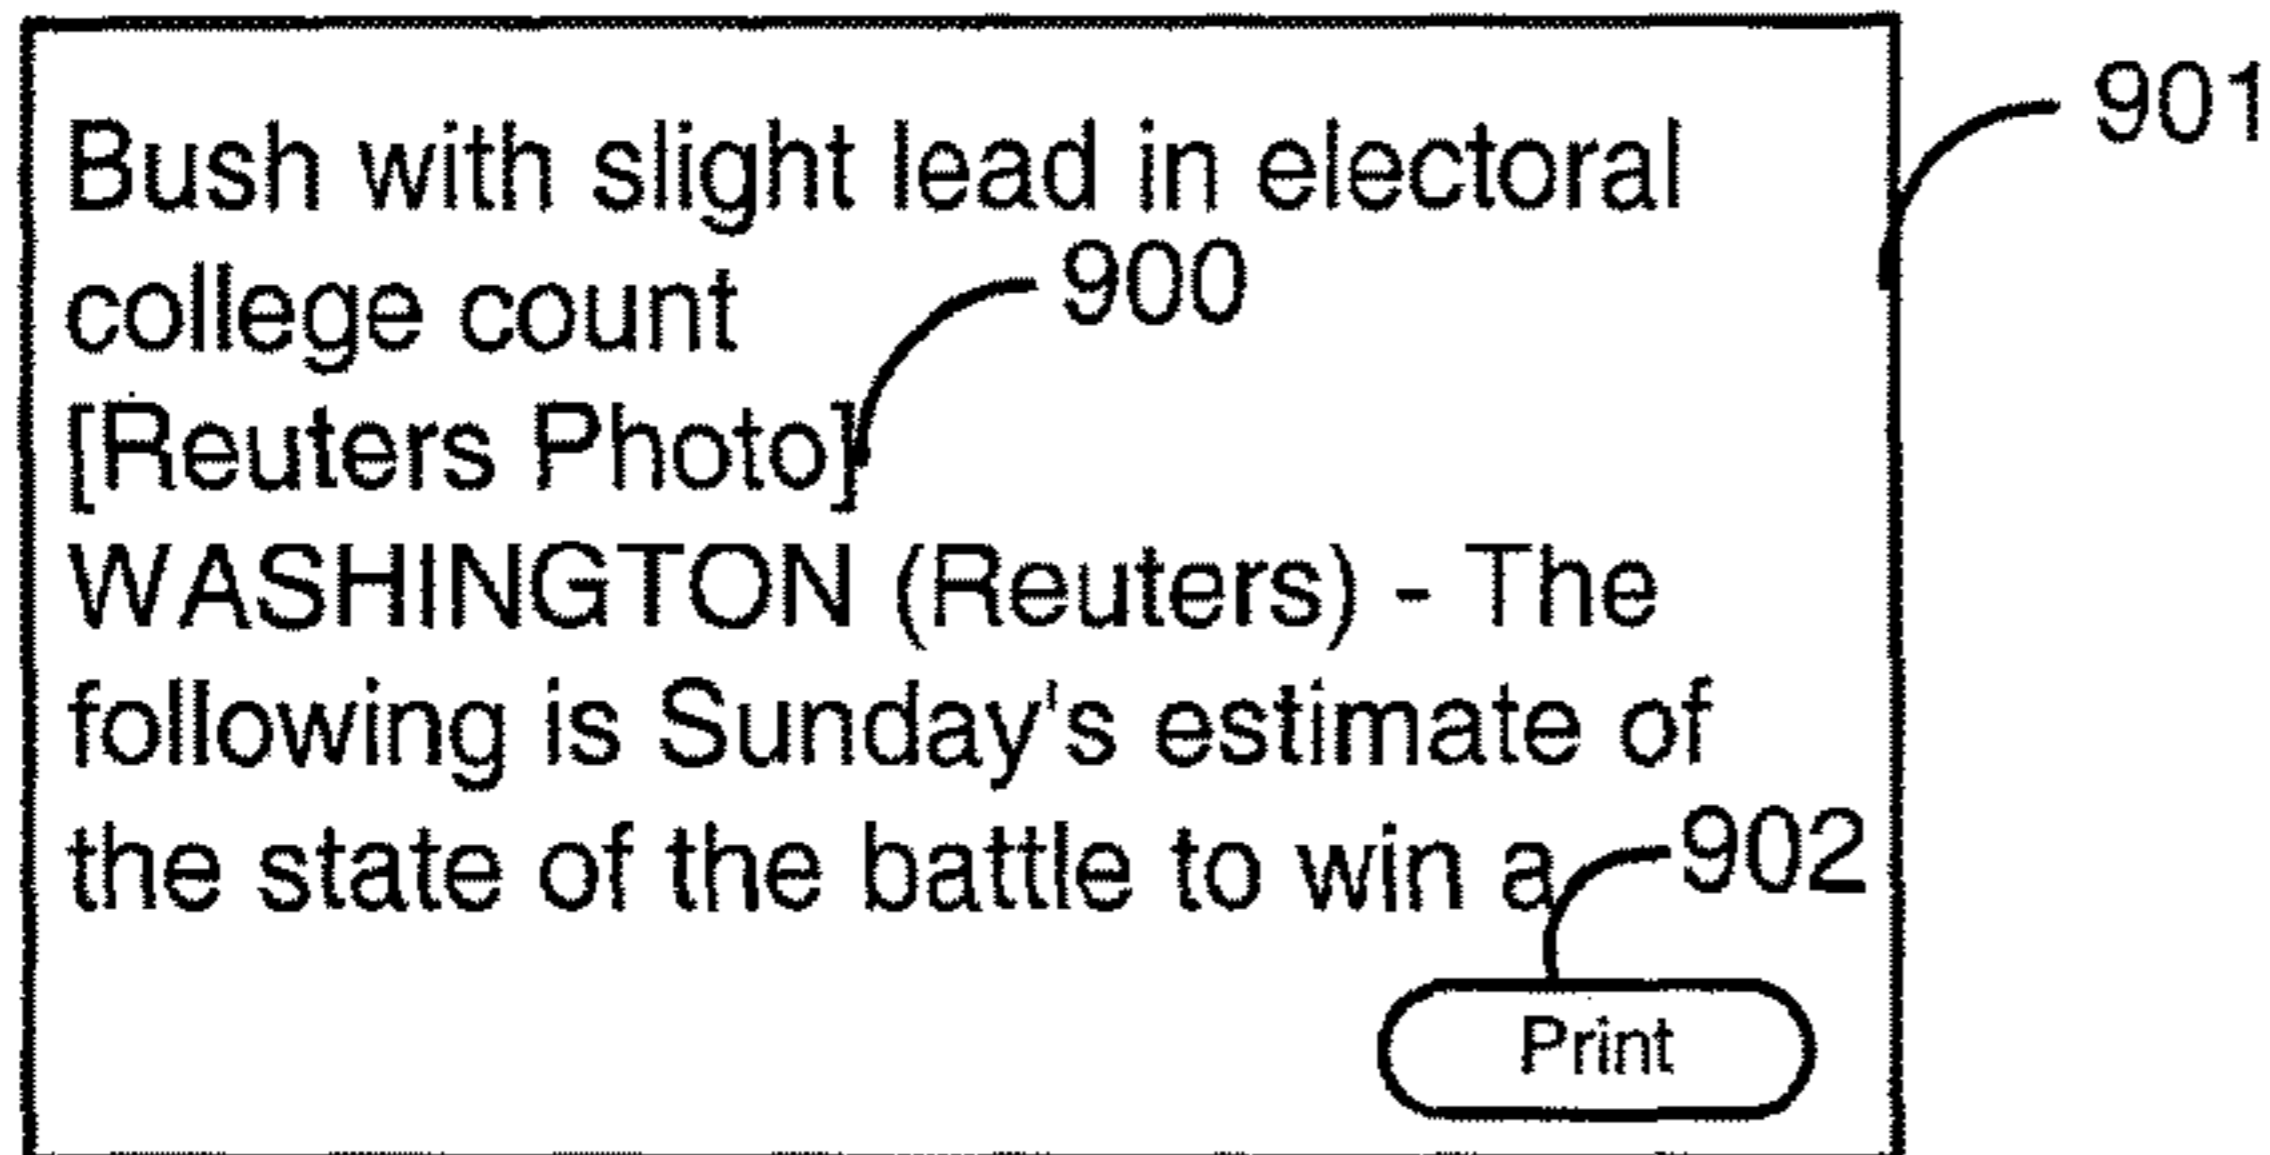 901
Bush with slight lead in electoral
college count
900
[Reuters Photo]
WASHINGTON (Reuters) - The
following is Sunday's estimate of
the state of the battle to win a
902
Print